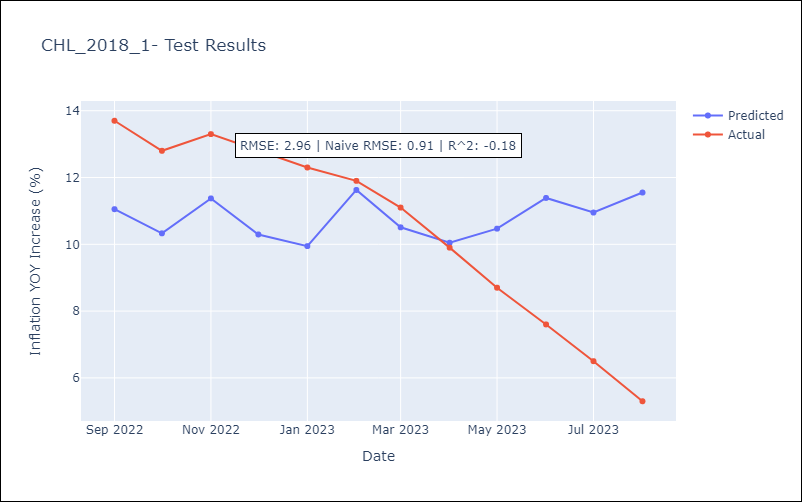 CHL_2018_1- Test Results
14
12
10
8
6
Inflation YOY Increase (%)
RMSE: 2.96 | Naive RMSE: 0.91 | R^2: -0.18
Predicted
Actual
Sep 2022
Nov 2022
Jan 2023
Mar 2023
May 2023
Jul 2023
Date